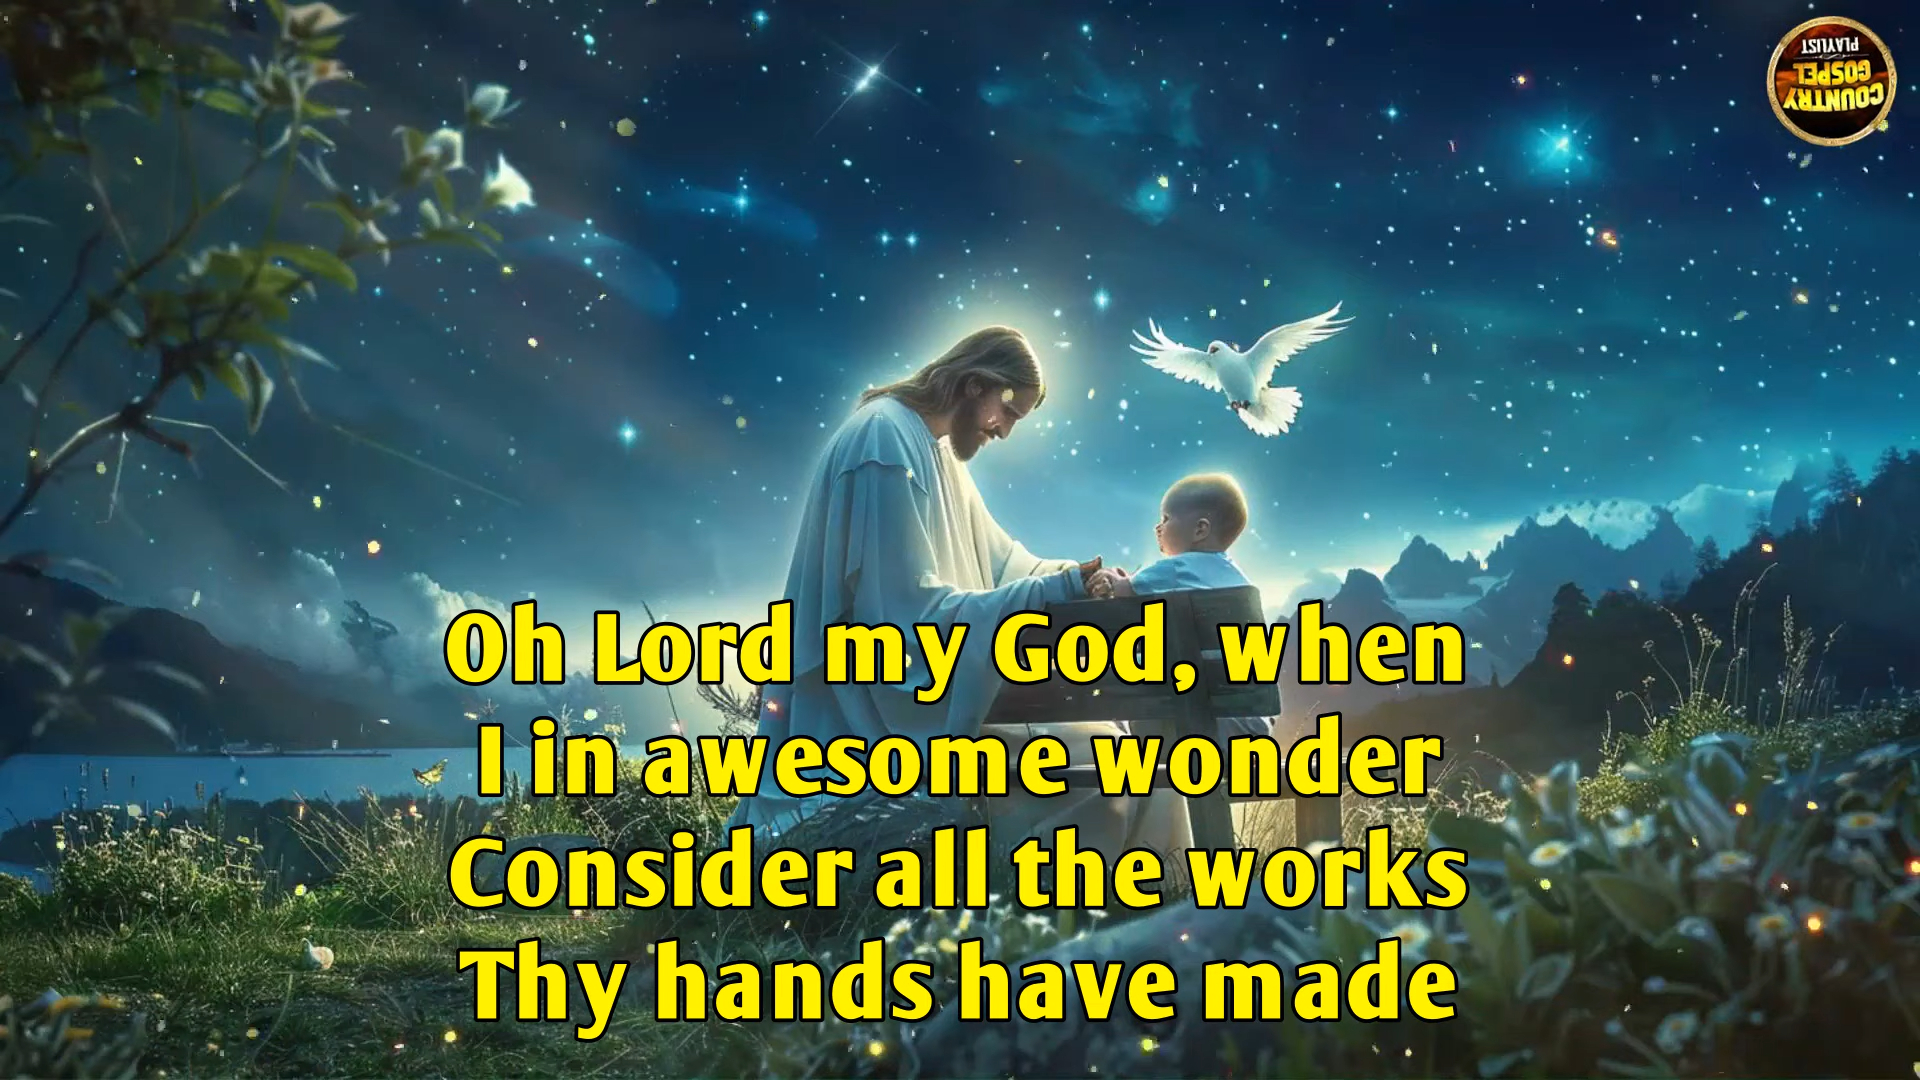 COUNTRY
GOSPEL
PLAYLIST
Oh Lord my God, when
I in awesome wonder
Consider all the works
Thy hands have made